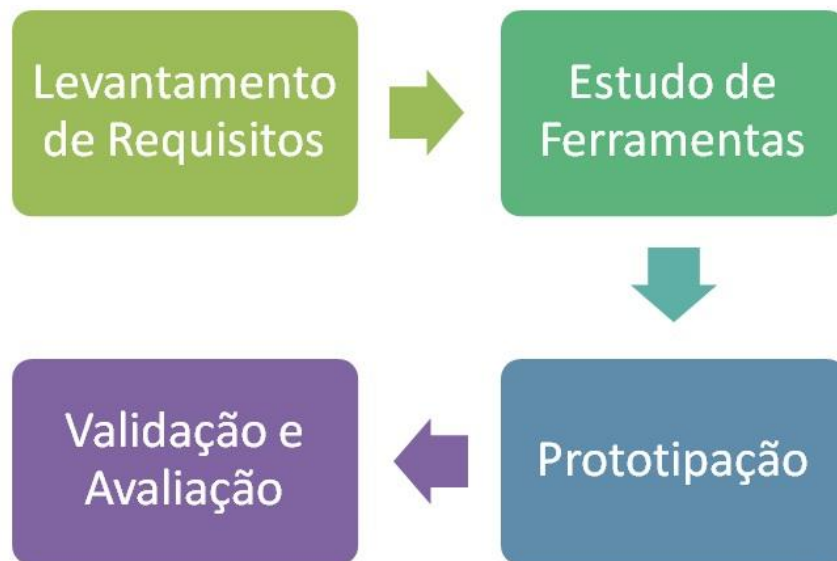 Levantamento
de Requisitos
Estudo de
Ferramentas
Prototipação
Validação e
Avaliação